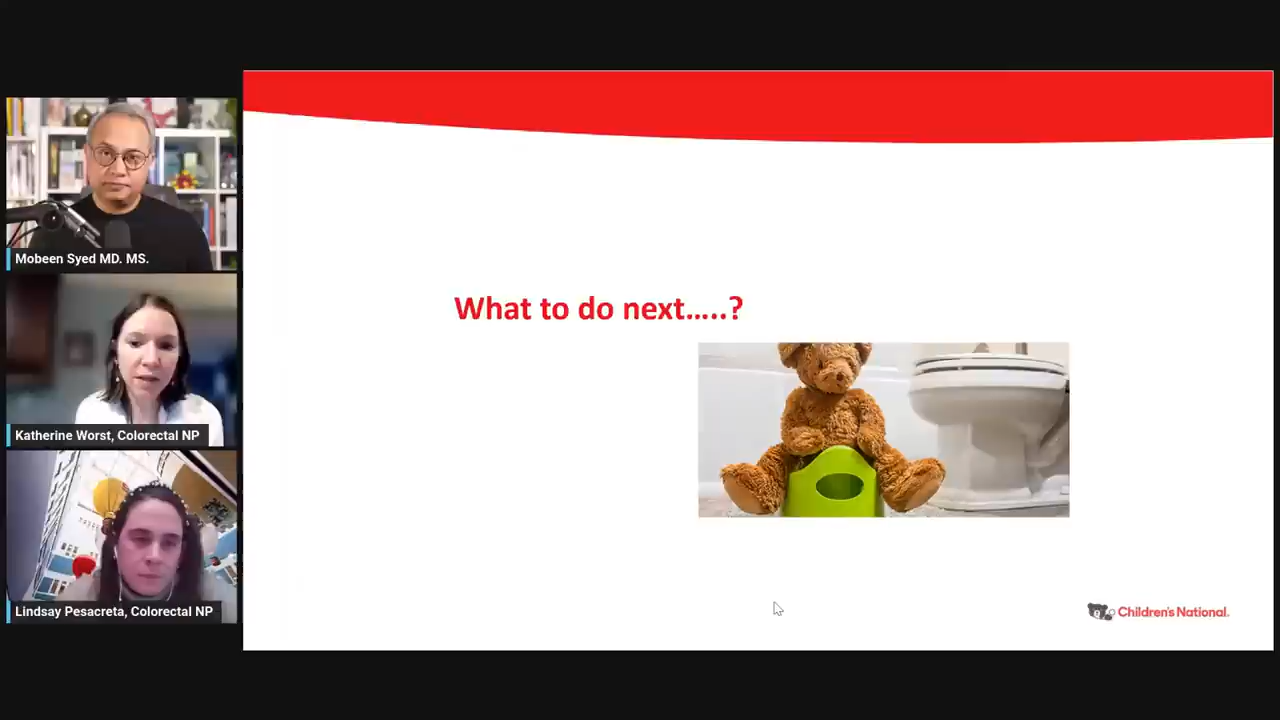 Mobeen Syed MD. MS.
Katherine Worst, Colorectal NP
Lindsay Pesacreta, Colorectal NP
What to do next.....?
Children's National.